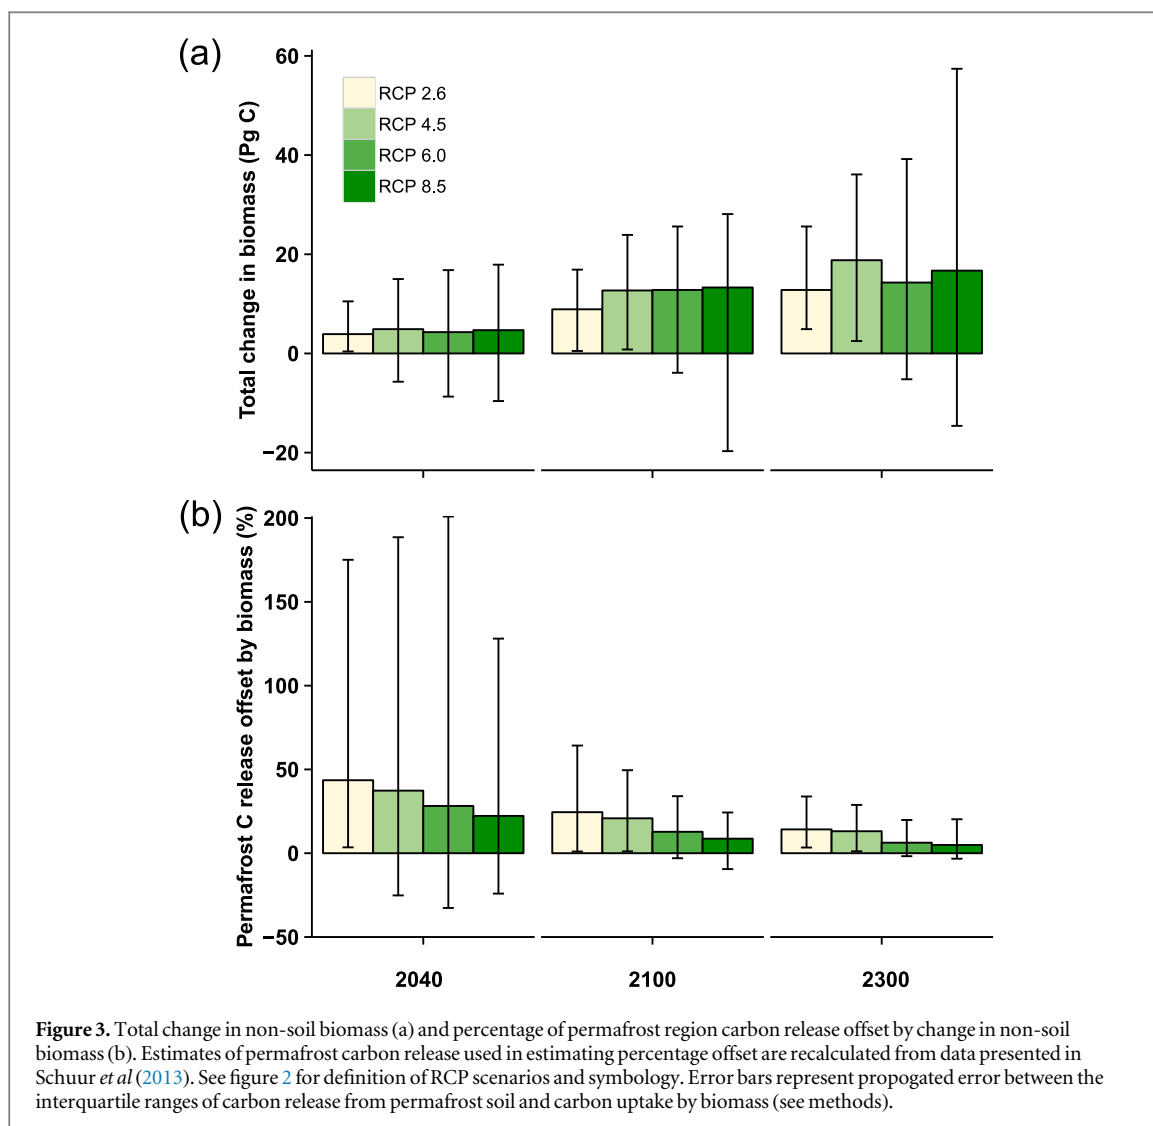 (a)
Total change in biomass (Pg C)
60
40
20
0
−20
RCP 2.6
RCP 4.5
RCP 6.0
RCP 8.5
(b)
Permafrost C release offset by biomass (%)
200
150
100
50
0
−50
2040 2100 2300
Figure 3. Total change in non-soil biomass (a) and percentage of permafrost region carbon release offset by change in non-soil
biomass (b). Estimates of permafrost carbon release used in estimating percentage offset are recalculated from data presented in
Schuur et al (2013). See figure 2 for definition of RCP scenarios and symbology. Error bars represent propogated error between the
interquartile ranges of carbon release from permafrost soil and carbon uptake by biomass (see methods).